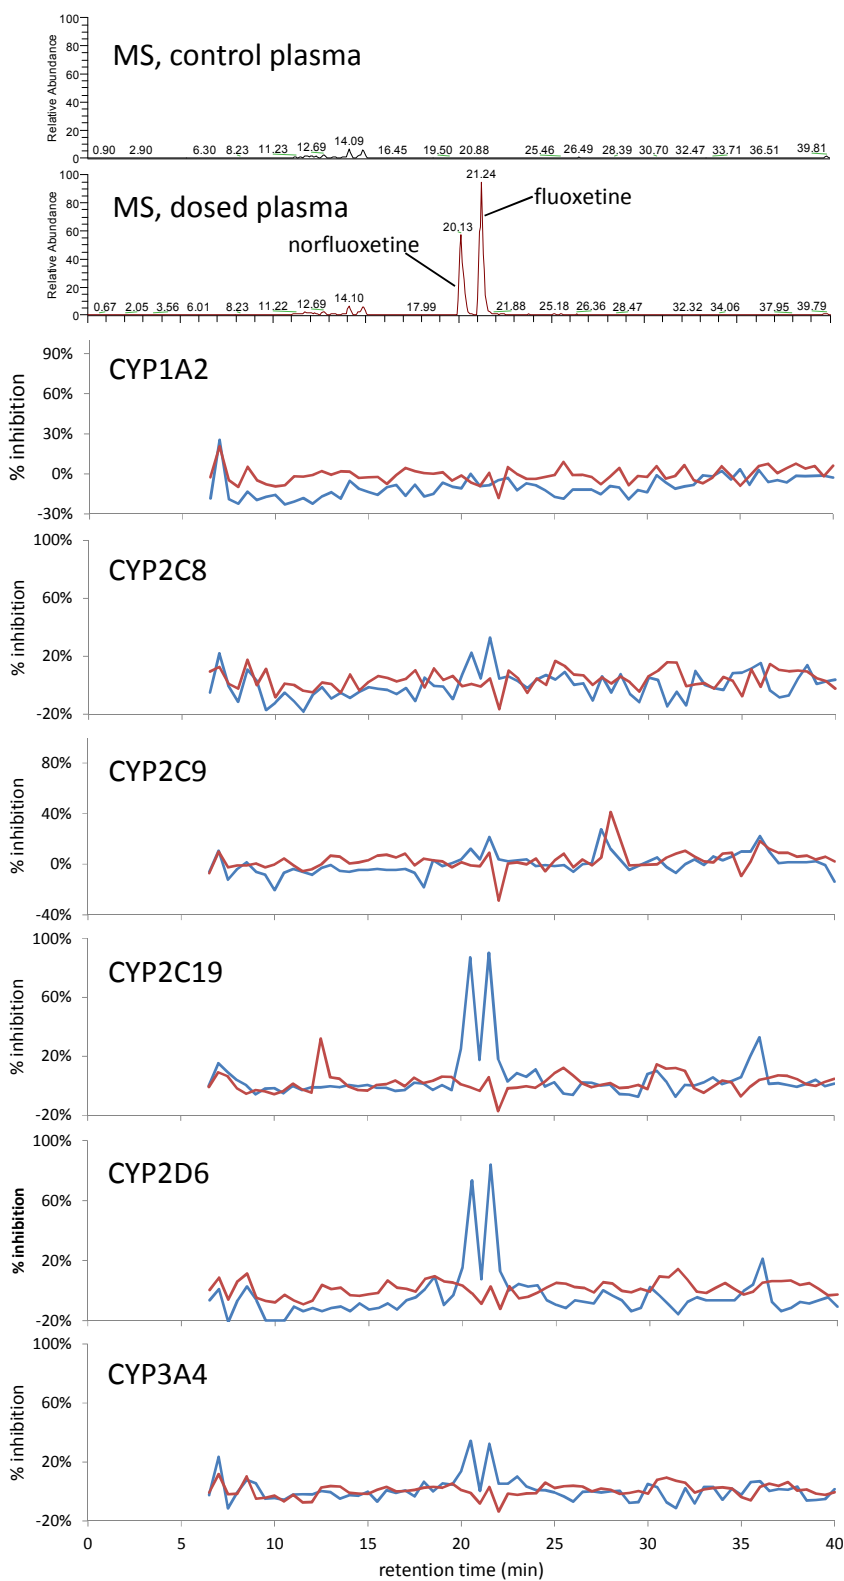 100
80
60
40
20
0
Relative Abundance
MS, control plasma
0.90 2.90 6.30 8.23 11.23 12.69 14.09 16.45 19.50 20.88 25.46 26.49 28.39 30.70 32.47 33.71 36.51 39.81
100
80
60
40
20
0
Relative Abundance
MS, dosed plasma
21.24
fluoxetine
20.13
norfluoxetine
0.67 2.05 3.56 6.01 8.23 11.22 12.69 14.10 17.99 21.88 25.18 26.36 28.47 32.32 34.06 37.95 39.79
% inhibition
90%
60%
30%
0%
-30%
CYP1A2
% inhibition
100%
60%
20%
-20%
CYP2C8
% inhibition
80%
40%
0%
-40%
CYP2C9
% inhibition
100%
60%
20%
-20%
CYP2C19
% inhibition
100%
60%
20%
-20%
CYP2D6
% inhibition
100%
60%
20%
-20%
CYP3A4
0 5 10 15 20 25 30 35 40
retention time (min)